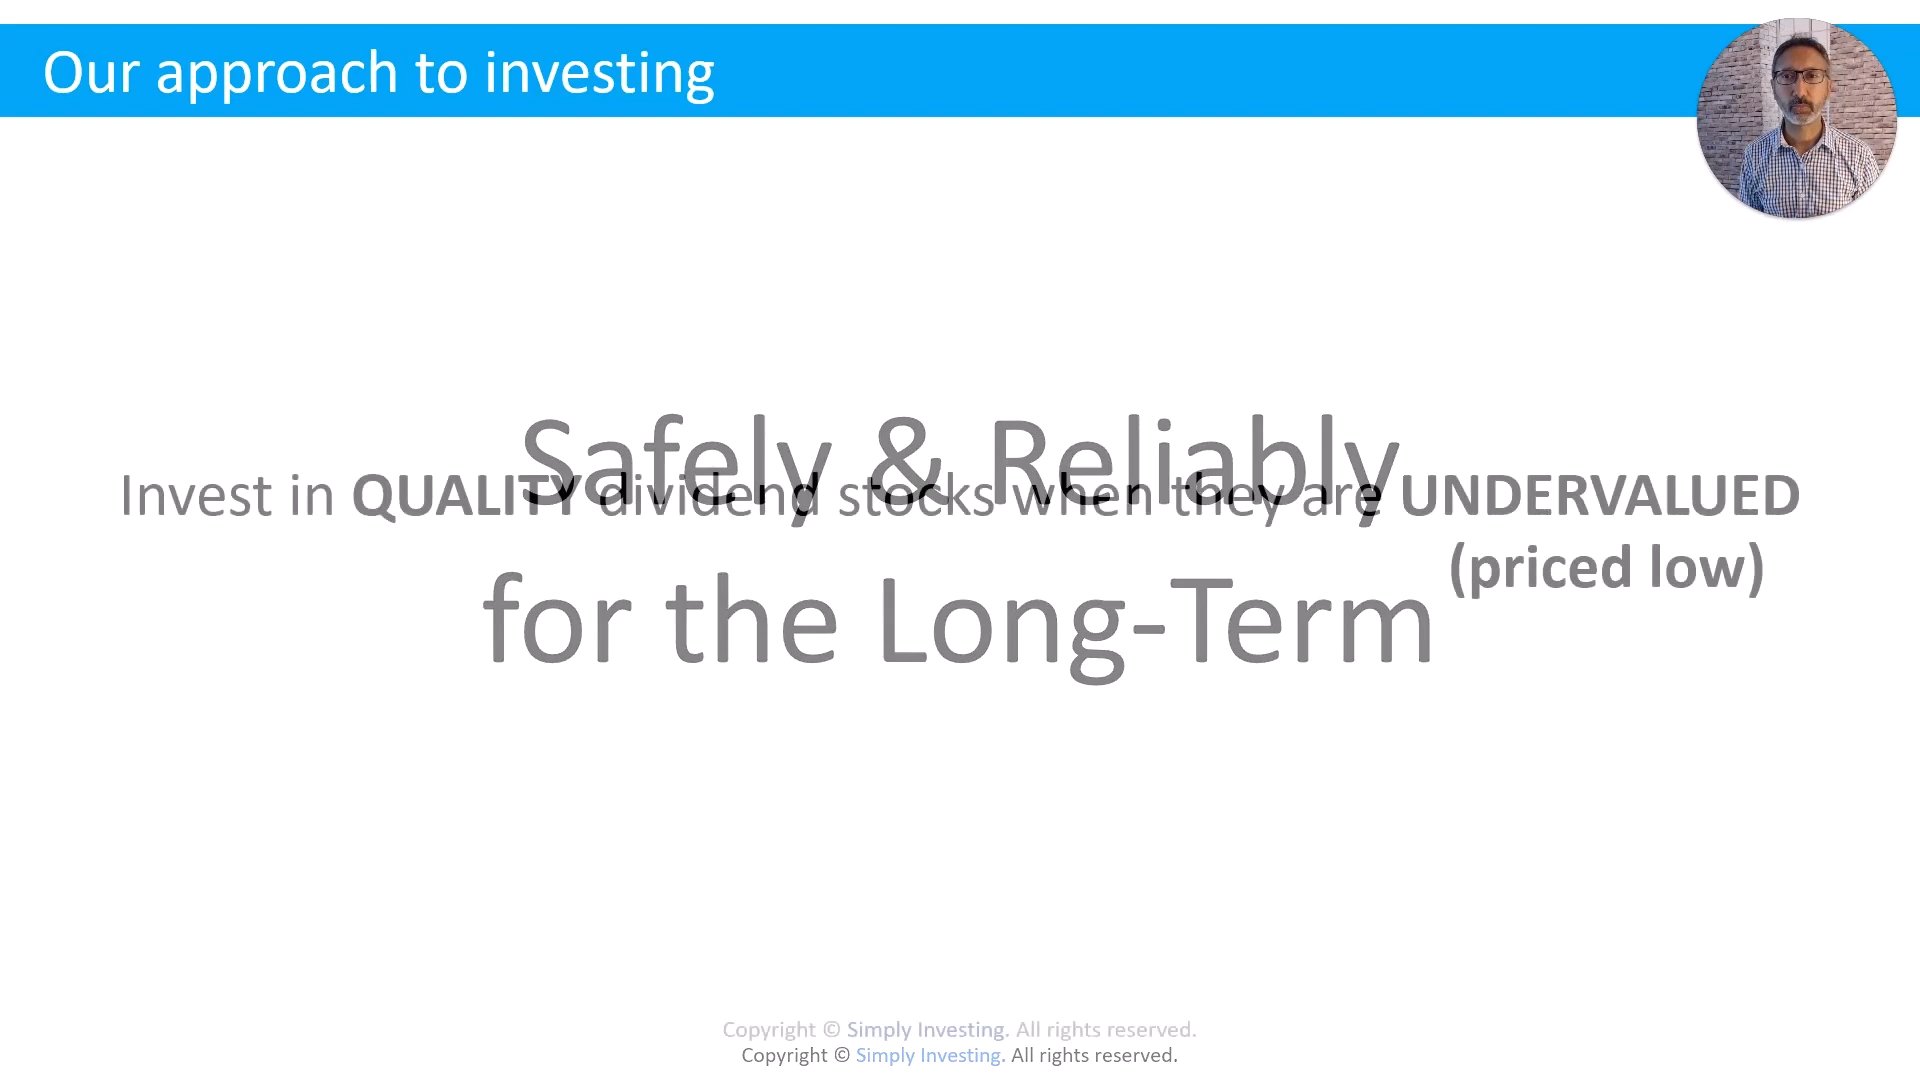 Our approach to investing
Safely & Reliably
Invest in QUALITY dividend stocks when they are UNDERVALUED
(priced low)
for the Long-Term
Copyright © Simply Investing. All rights reserved.
Copyright © Simply Investing. All rights reserved.